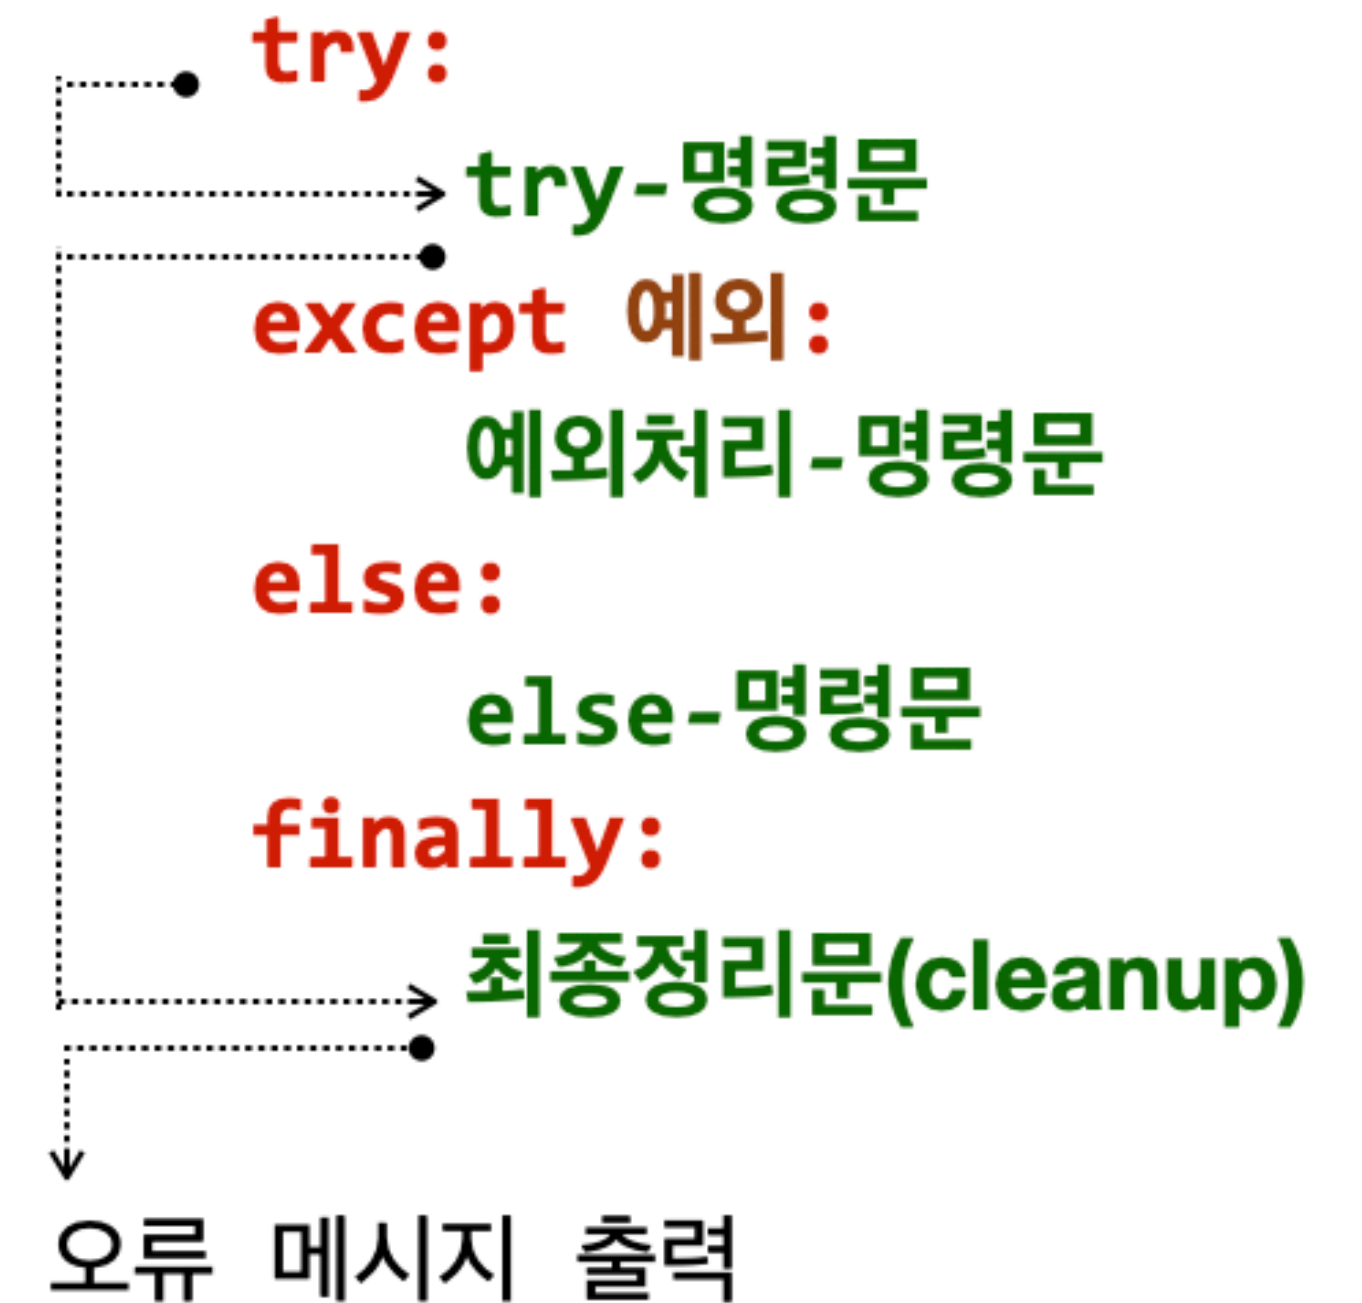 try:
try-명령문
except 예외:
예외처리-명령문
else:
else-명령문
finally:
최종정리문(cleanup)
오류 메시지 출력